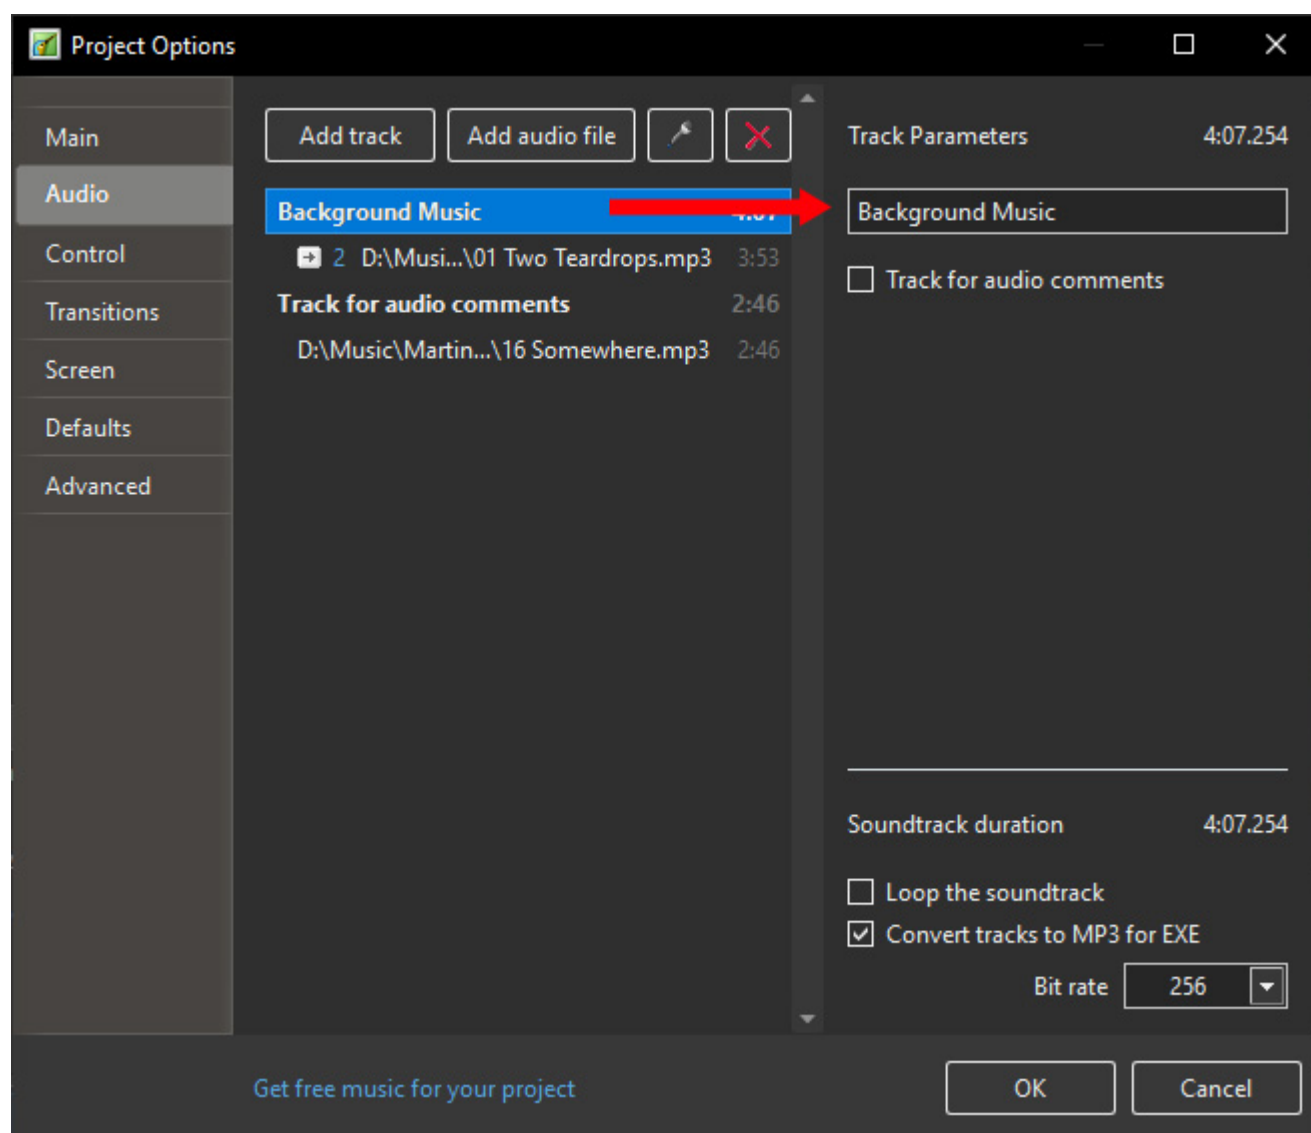 Project Options
Main
Audio
Control
Transitions
Screen
Defaults
Advanced
Add track
Add audio file
Background Music 4:07
2 D:\Musi...\01 Two Teardrops.mp3 3:53
Track for audio comments 2:46
D:\Music\Martin...\16 Somewhere.mp3 2:46
Track Parameters 4:07.254
Background Music
Track for audio comments
Soundtrack duration 4:07.254
Loop the soundtrack
Convert tracks to MP3 for EXE
Bit rate 256
Get free music for your project
OK
Cancel